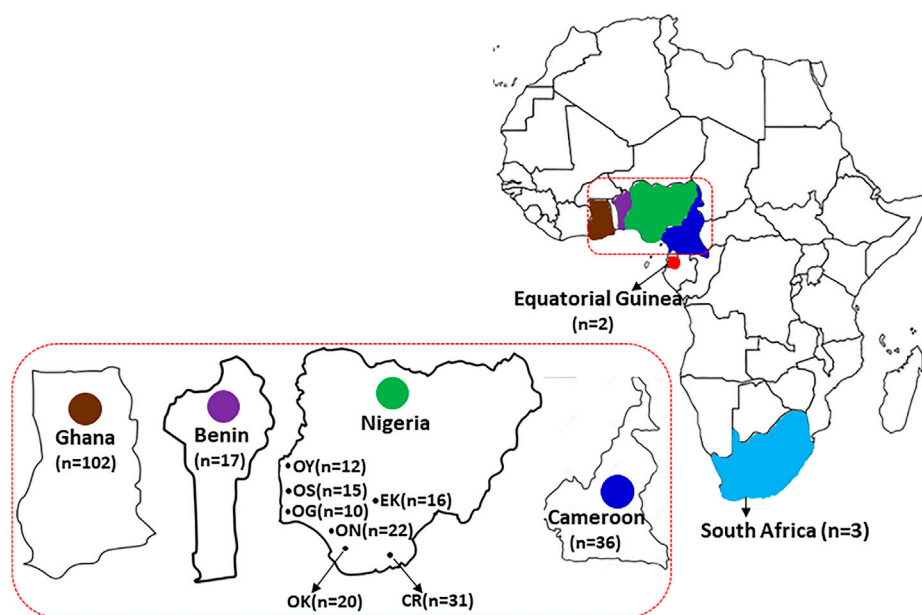 Equatorial Guinea
(n=2)
Ghana
(n=102)
Benin
(n=17)
Nigeria
OY(n=12)
OS(n=15)
EK(n=16)
OG(n=10)
ON(n=22)
OK(n=20)
CR(n=31)
Cameroon
(n=36)
South Africa (n=3)